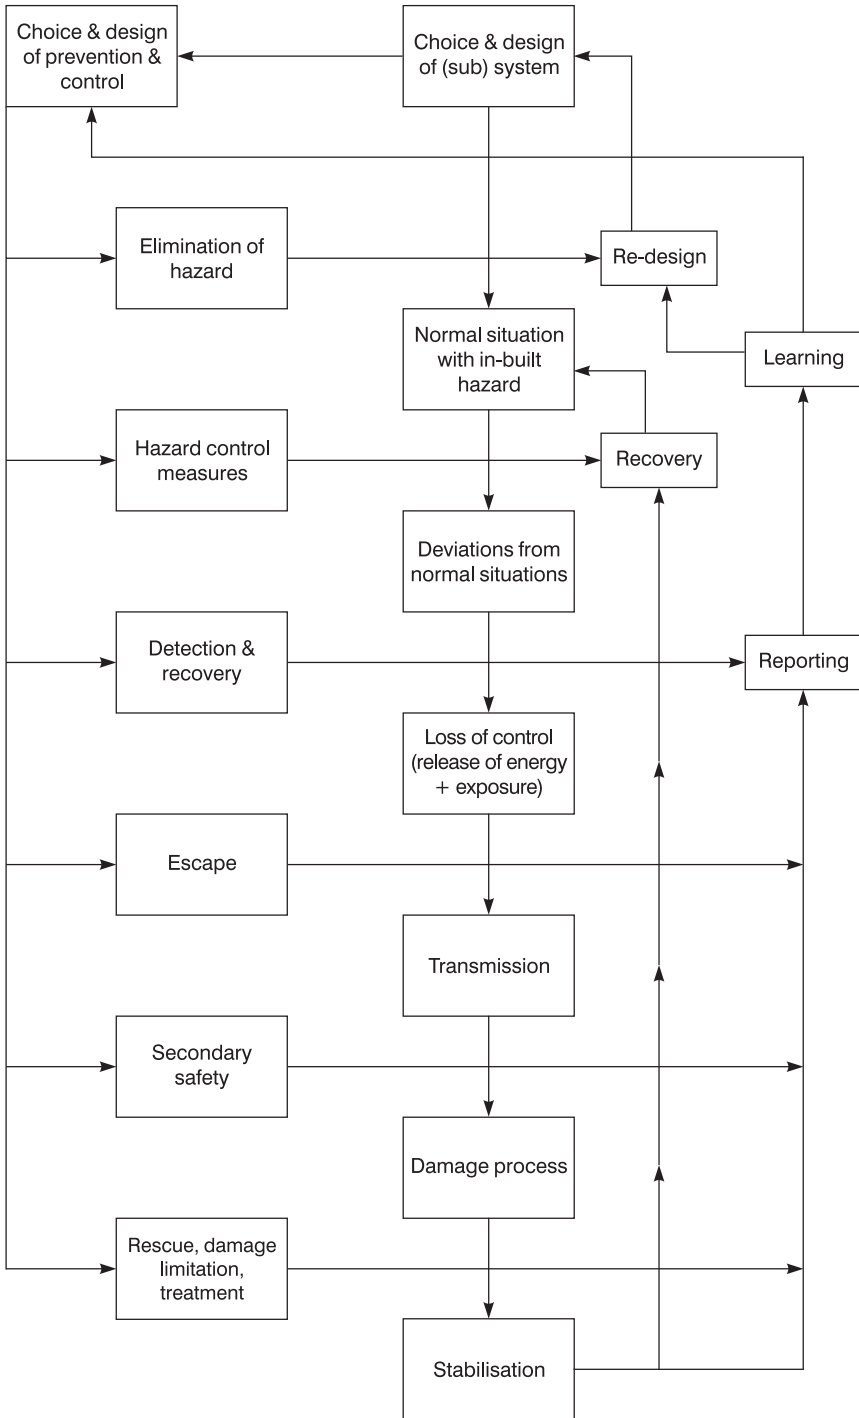 Choice & design
of prevention &
control
Choice & design
of (sub) system
Elimination of
hazard
Re-design
Normal situation
with in-built
hazard
Learning
Hazard control
measures
Recovery
Deviations from
normal situations
Detection &
recovery
Reporting
Loss of control
(release of energy
+ exposure)
Escape
Transmission
Secondary
safety
Damage process
Rescue, damage
limitation,
treatment
Stabilisation